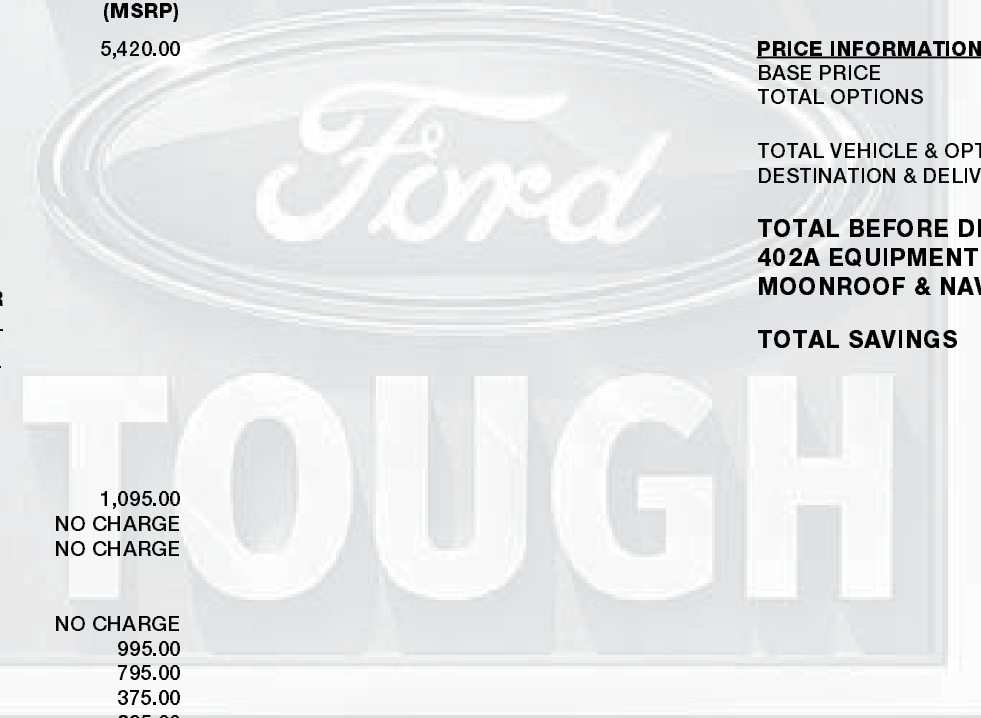 (MSRP)
5,420.00
PRICE INFORMATION
BASE PRICE
TOTAL OPTIONS
TOTAL VEHICLE & OPT
DESTINATION & DELIV
TOTAL BEFORE DI
402A EQUIPMENT
MOONROOF & NAV
TOTAL SAVINGS
Ford
TOUGH
1,095.00
NO CHARGE
NO CHARGE
NO CHARGE
995.00
795.00
375.00